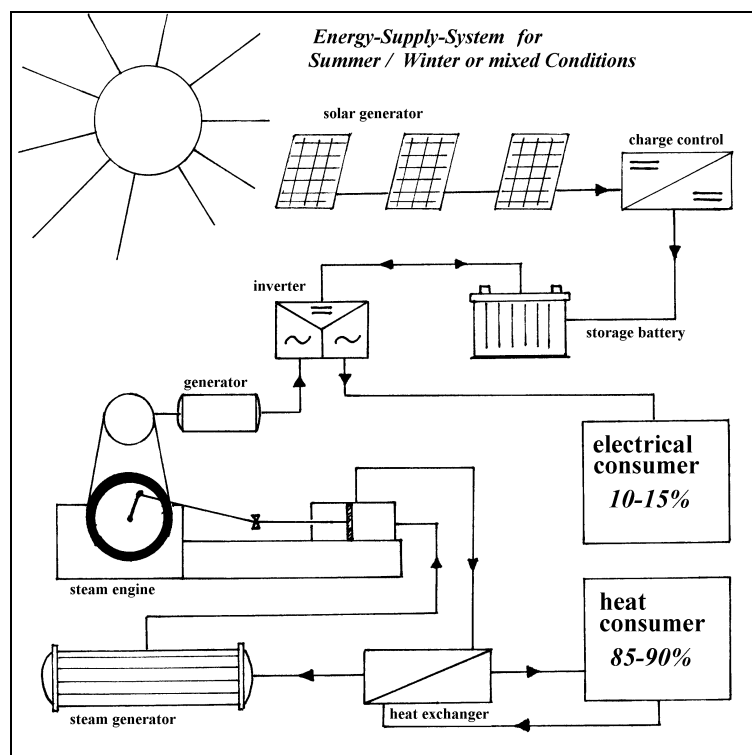 Energy-Supply-System for
Summer / Winter or mixed Conditions
solar generator
charge control
inverter
storage battery
generator
electrical
consumer
10-15%
steam engine
heat
consumer
85-90%
steam generator
heat exchanger